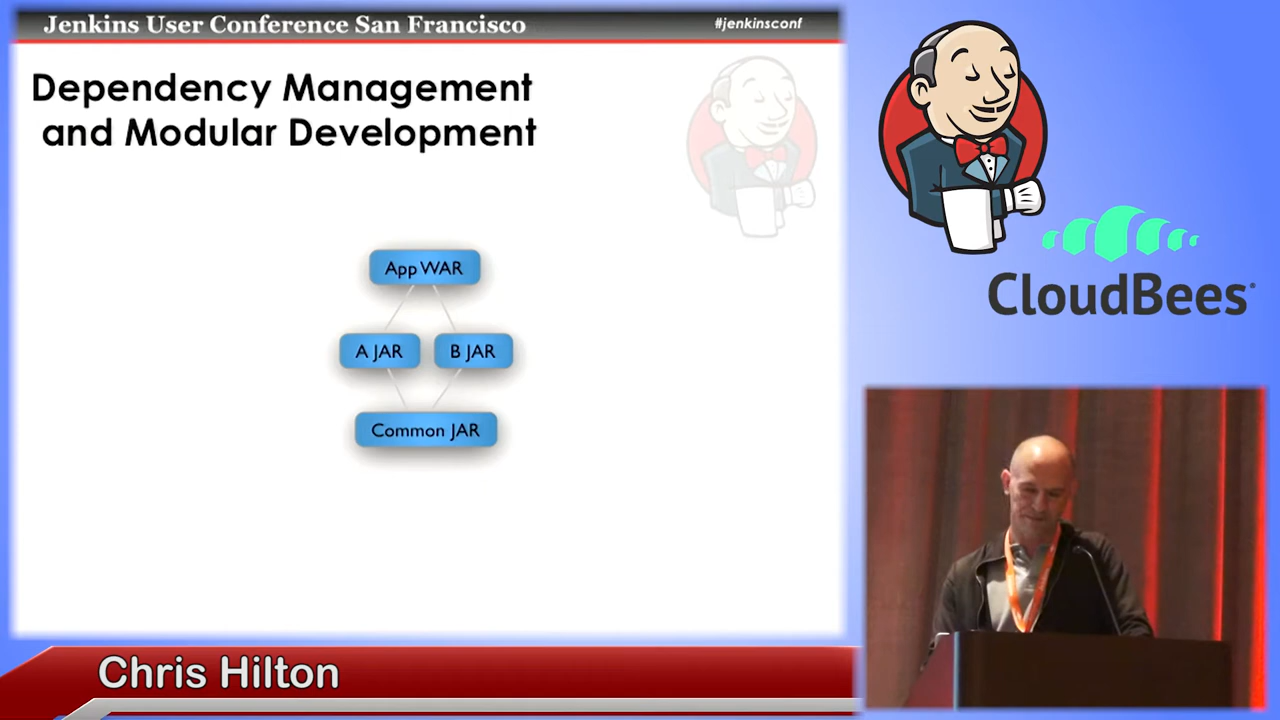 Jenkins User Conference San Francisco
#jenkinsconf
Dependency Management
and Modular Development
App WAR
A JAR
B JAR
Common JAR
CloudBees
Chris Hilton